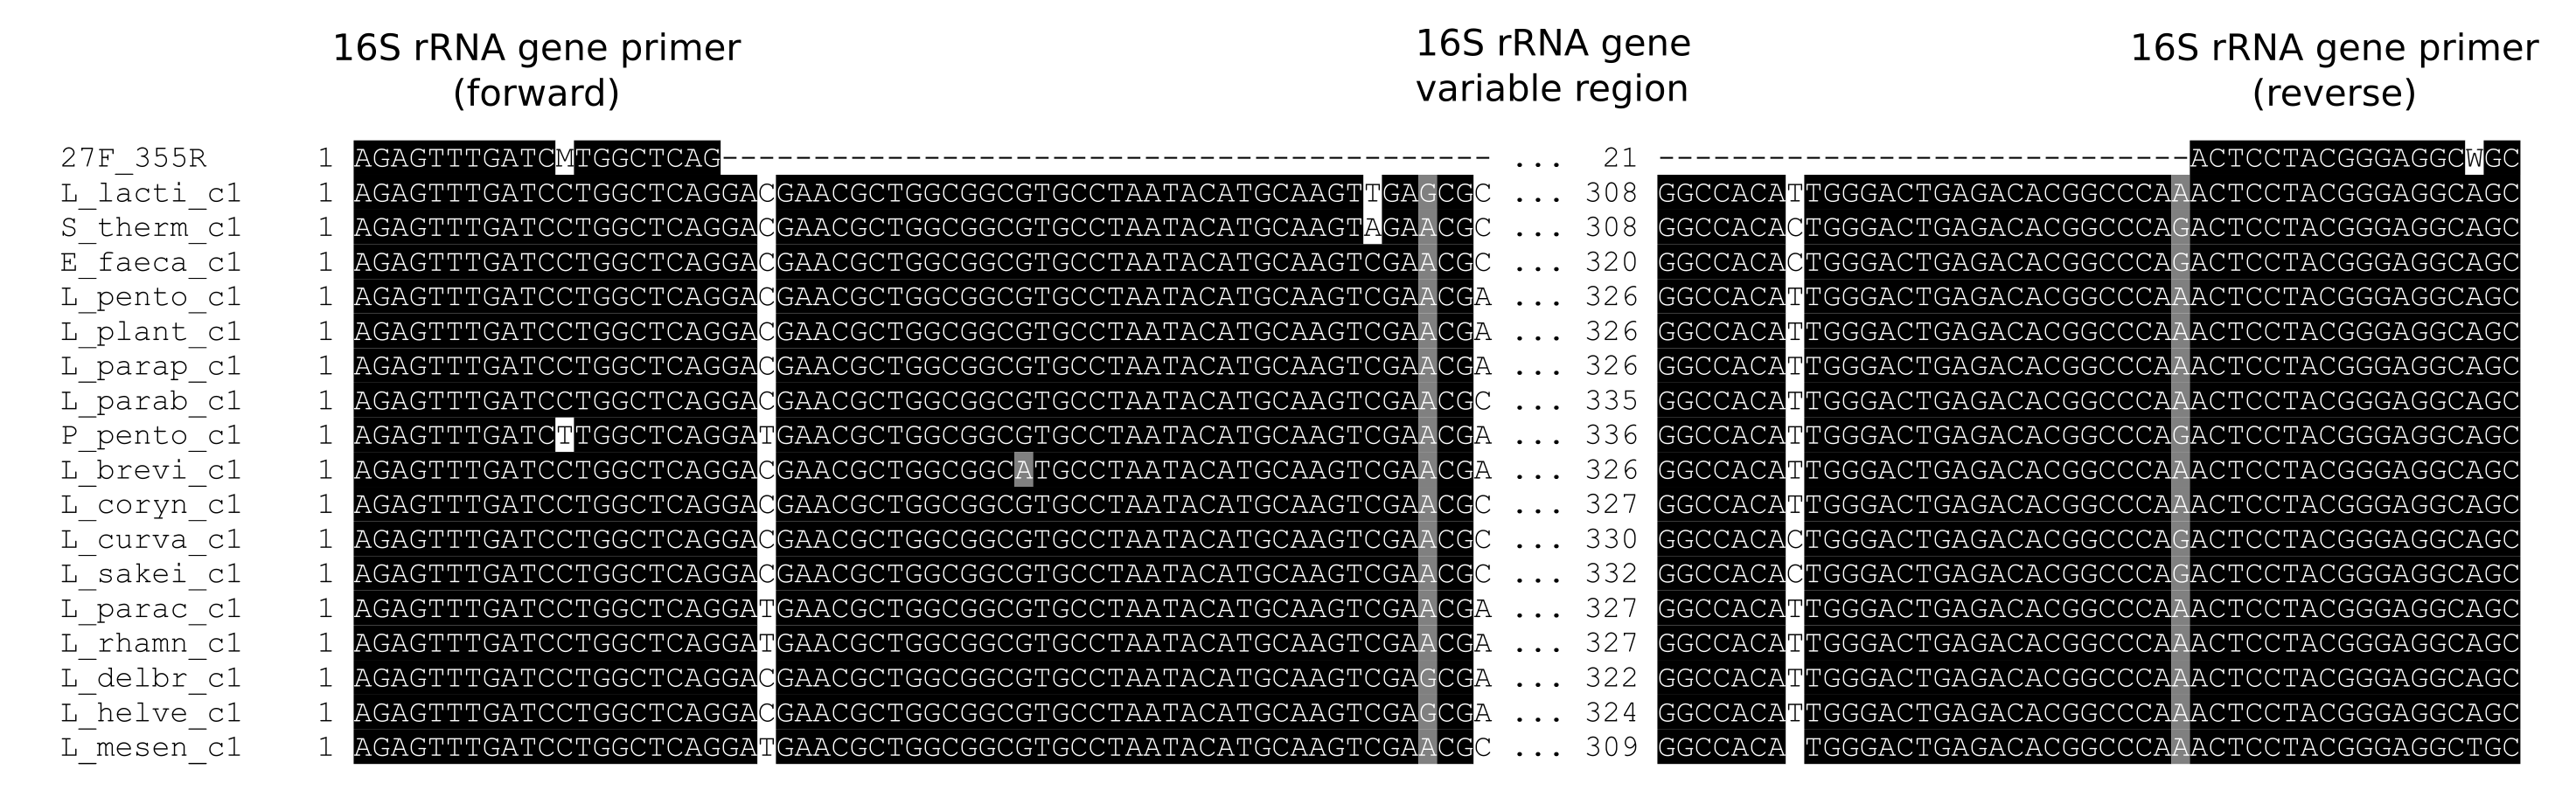 16S rRNA gene primer
(forward)
16S rRNA gene
variable region
16S rRNA gene primer
(reverse)
27F_355R 1 AGAGTTTGATCMTGGCTCAG------------------------------------------ ... 21 -----------------------------ACTCCTACGGGAGGCWGC
L_lacti_c1 1 AGAGTTTGATCCTGGCTCAGGACGAACGCTGGCGGCGTGCCTAATACATGCAAGTTGAGCGC ... 308 GGCCACATTGGGACTGAGACACGGCCCAAACTCCTACGGGAGGCAGC
S_therm_c1 1 AGAGTTTGATCCTGGCTCAGGACGAACGCTGGCGGCGTGCCTAATACATGCAAGTAGAACGC ... 308 GGCCACACTGGGACTGAGACACGGCCCAGACTCCTACGGGAGGCAGC
E_faeca_c1 1 AGAGTTTGATCCTGGCTCAGGACGAACGCTGGCGGCGTGCCTAATACATGCAAGTCGAACGC ... 320 GGCCACACTGGGACTGAGACACGGCCCAGACTCCTACGGGAGGCAGC
L_pento_c1 1 AGAGTTTGATCCTGGCTCAGGACGAACGCTGGCGGCGTGCCTAATACATGCAAGTCGAACGA ... 326 GGCCACATTGGGACTGAGACACGGCCCAAACTCCTACGGGAGGCAGC
L_plant_c1 1 AGAGTTTGATCCTGGCTCAGGACGAACGCTGGCGGCGTGCCTAATACATGCAAGTCGAACGA ... 326 GGCCACATTGGGACTGAGACACGGCCCAAACTCCTACGGGAGGCAGC
L_parap_c1 1 AGAGTTTGATCCTGGCTCAGGACGAACGCTGGCGGCGTGCCTAATACATGCAAGTCGAACGA ... 326 GGCCACATTGGGACTGAGACACGGCCCAAACTCCTACGGGAGGCAGC
L_parab_c1 1 AGAGTTTGATCCTGGCTCAGGACGAACGCTGGCGGCGTGCCTAATACATGCAAGTCGAACGC ... 335 GGCCACATTGGGACTGAGACACGGCCCAAACTCCTACGGGAGGCAGC
P_pento_c1 1 AGAGTTTGATCTTGGCTCAGGATGAACGCTGGCGGCGTGCCTAATACATGCAAGTCGAACGA ... 336 GGCCACATTGGGACTGAGACACGGCCCAGACTCCTACGGGAGGCAGC
L_brevi_c1 1 AGAGTTTGATCCTGGCTCAGGACGAACGCTGGCGGCATGCCTAATACATGCAAGTCGAACGA ... 326 GGCCACATTGGGACTGAGACACGGCCCAAACTCCTACGGGAGGCAGC
L_coryn_c1 1 AGAGTTTGATCCTGGCTCAGGACGAACGCTGGCGGCGTGCCTAATACATGCAAGTCGAACGC ... 327 GGCCACATTGGGACTGAGACACGGCCCAAACTCCTACGGGAGGCAGC
L_curva_c1 1 AGAGTTTGATCCTGGCTCAGGACGAACGCTGGCGGCGTGCCTAATACATGCAAGTCGAACGC ... 330 GGCCACACTGGGACTGAGACACGGCCCAGACTCCTACGGGAGGCAGC
L_sakei_c1 1 AGAGTTTGATCCTGGCTCAGGACGAACGCTGGCGGCGTGCCTAATACATGCAAGTCGAACGC ... 332 GGCCACACTGGGACTGAGACACGGCCCAGACTCCTACGGGAGGCAGC
L_parac_c1 1 AGAGTTTGATCCTGGCTCAGGATGAACGCTGGCGGCGTGCCTAATACATGCAAGTCGAACGA ... 327 GGCCACATTGGGACTGAGACACGGCCCAAACTCCTACGGGAGGCAGC
L_rhamn_c1 1 AGAGTTTGATCCTGGCTCAGGATGAACGCTGGCGGCGTGCCTAATACATGCAAGTCGAACGA ... 327 GGCCACATTGGGACTGAGACACGGCCCAAACTCCTACGGGAGGCAGC
L_delbr_c1 1 AGAGTTTGATCCTGGCTCAGGACGAACGCTGGCGGCGTGCCTAATACATGCAAGTCGAGCGA ... 322 GGCCACATTGGGACTGAGACACGGCCCAAACTCCTACGGGAGGCAGC
L_helve_c1 1 AGAGTTTGATCCTGGCTCAGGACGAACGCTGGCGGCGTGCCTAATACATGCAAGTCGAGCGA ... 324 GGCCACATTGGGACTGAGACACGGCCCAAACTCCTACGGGAGGCAGC
L_mesen_c1 1 AGAGTTTGATCCTGGCTCAGGATGAACGCTGGCGGCGTGCCTAATACATGCAAGTCGAACGC ... 309 GGCCACA TGGGACTGAGACACGGCCCAAACTCCTACGGGAGGCTGC